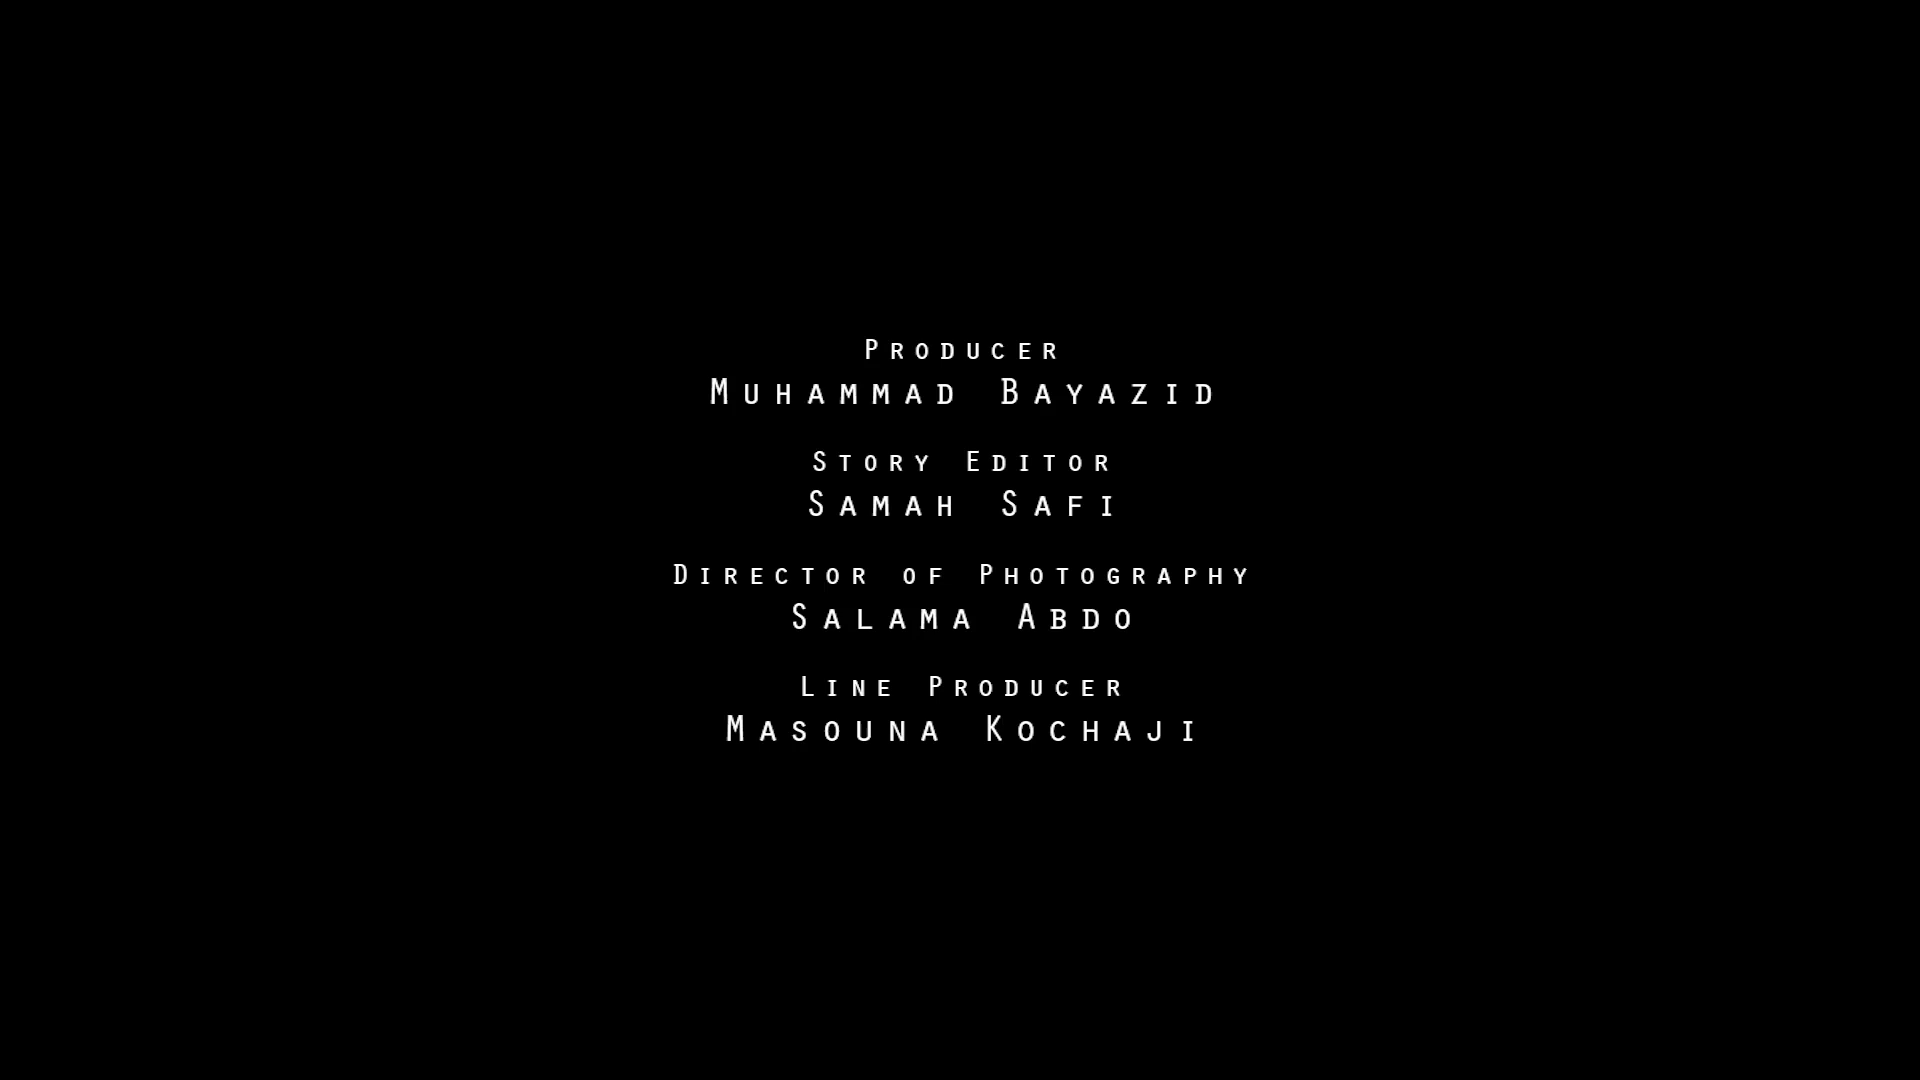 Producer
Muhammad Bayazid
Story Editor
Samah Safi
Director of Photography
Salama Abdo
Line Producer
Masouna Kochaji